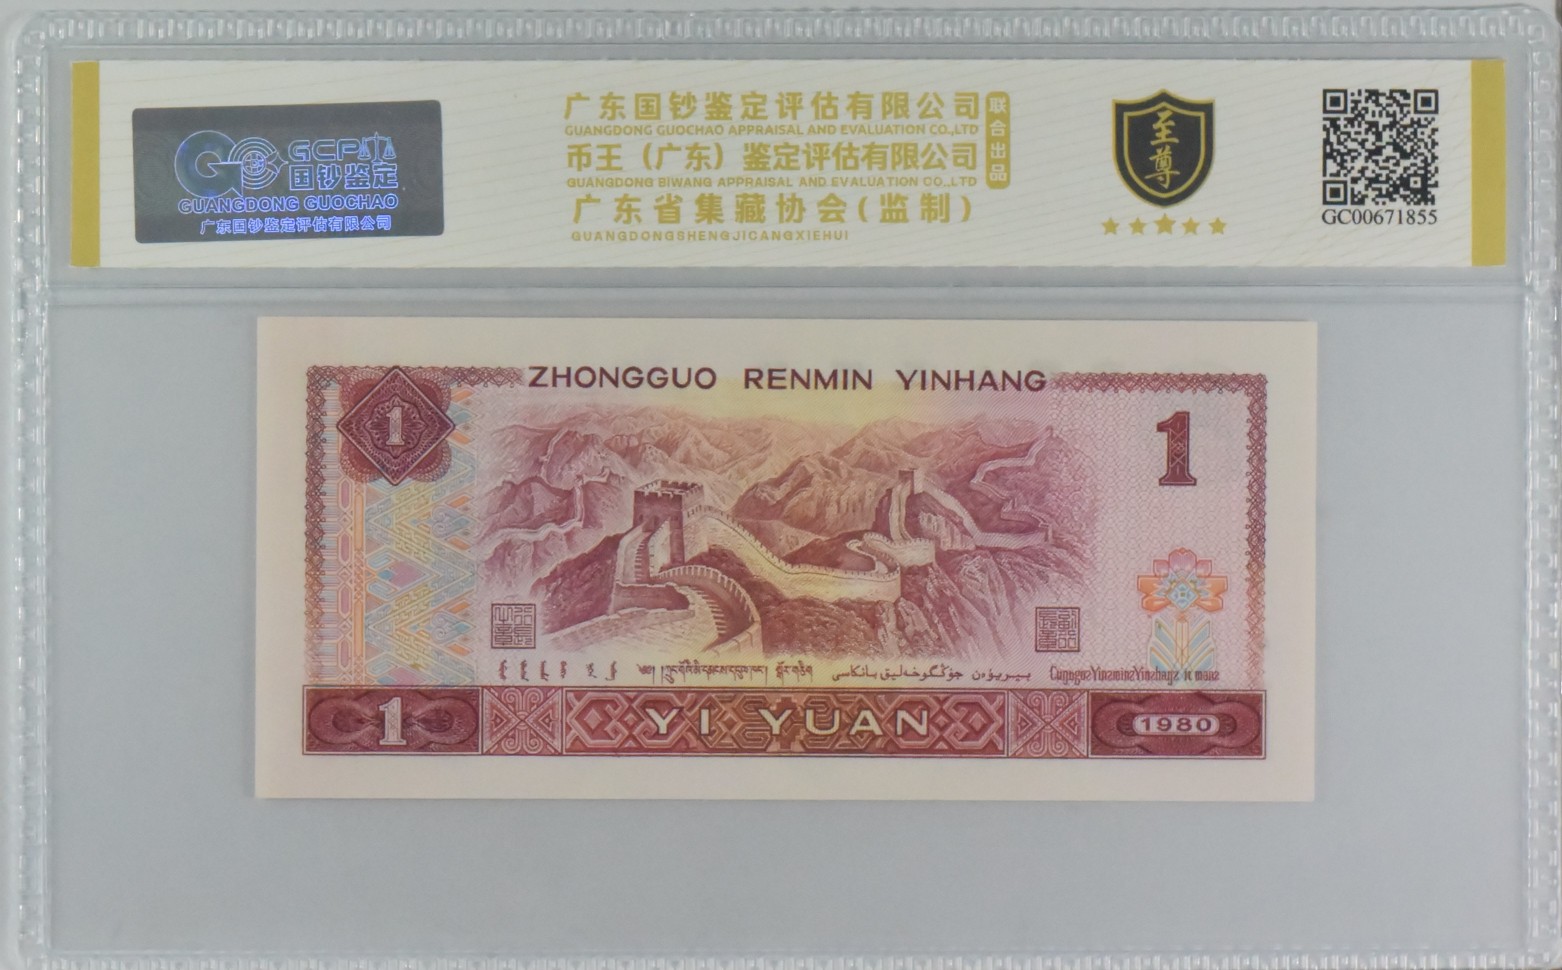 GCP
国钞鉴定
GUANGDONG GUOCHAO
广东国钞鉴定评估有限公司
广东国钞鉴定评估有限公司
GUANGDONG GUOCHAO APPRAISAL AND EVALUATION CO.,LTD
币王（广东）鉴定评估有限公司
GUANGDONG BIWANG APPRAISAL AND EVALUATION CO.,LTD
广东省集藏协会(监制)
GUANGDONGSHENGJICANGXIEHUI
联合出品
至尊
GC00671855
ZHONGGUO RENMIN YINHANG
1
1
1
YI YUAN
1980